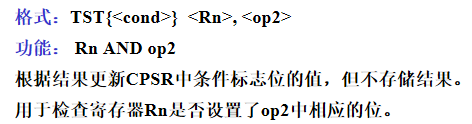 格式：TST{<cond>} <Rn>, <op2>
功能： Rn AND op2
根据结果更新CPSR中条件标志位的值，但不存储结果。
用于检查寄存器Rn是否设置了op2中相应的位。